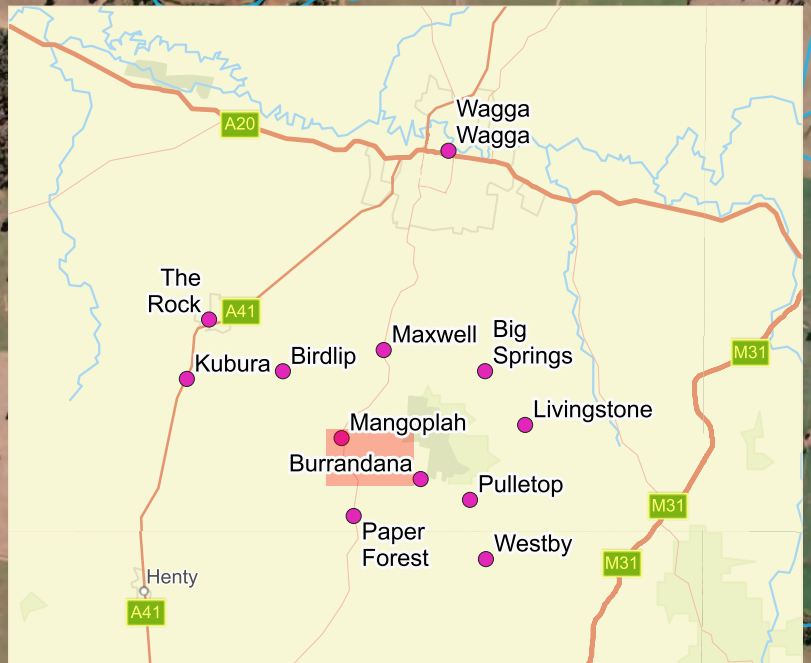 Wagga
Wagga
A20
The
Rock
A41
Maxwell
Big
Springs
M31
Kubura
Birdlip
Livingstone
Mangoplah
Burrandana
Pulletop
M31
Paper
Forest
Westby
M31
Henty
A41